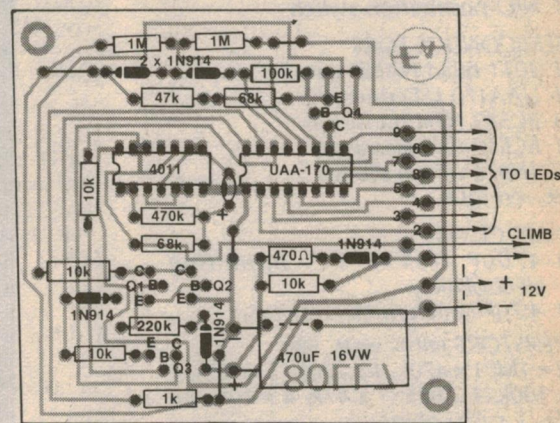 1M 1M
2 x 1N914
100k
47k 68k
E
B Q4
C
9
6
4011 UAA-170
7
8
TO LEDs
10k
5
4
470k
+
3
2
68k
CLIMB
470Ω 1N914
10k C C
10k
+ 12V
Q1 B B Q2
E E
-
1N914
220k
1N914
-
470uF 16VW
10k E C
B
Q3
+
80LL7
1k